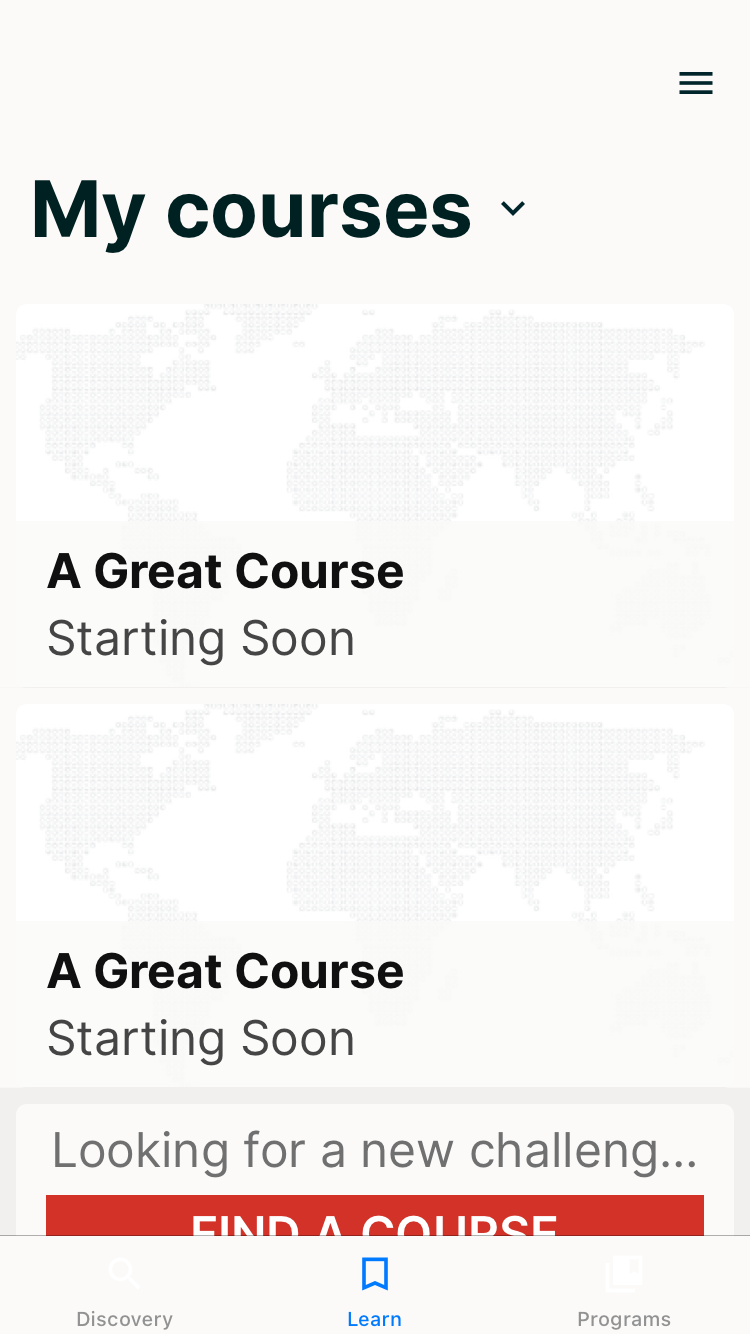 My courses
A Great Course
Starting Soon
A Great Course
Starting Soon
Looking for a new challeng...
FIND A COURSE
Discovery
Learn
Programs